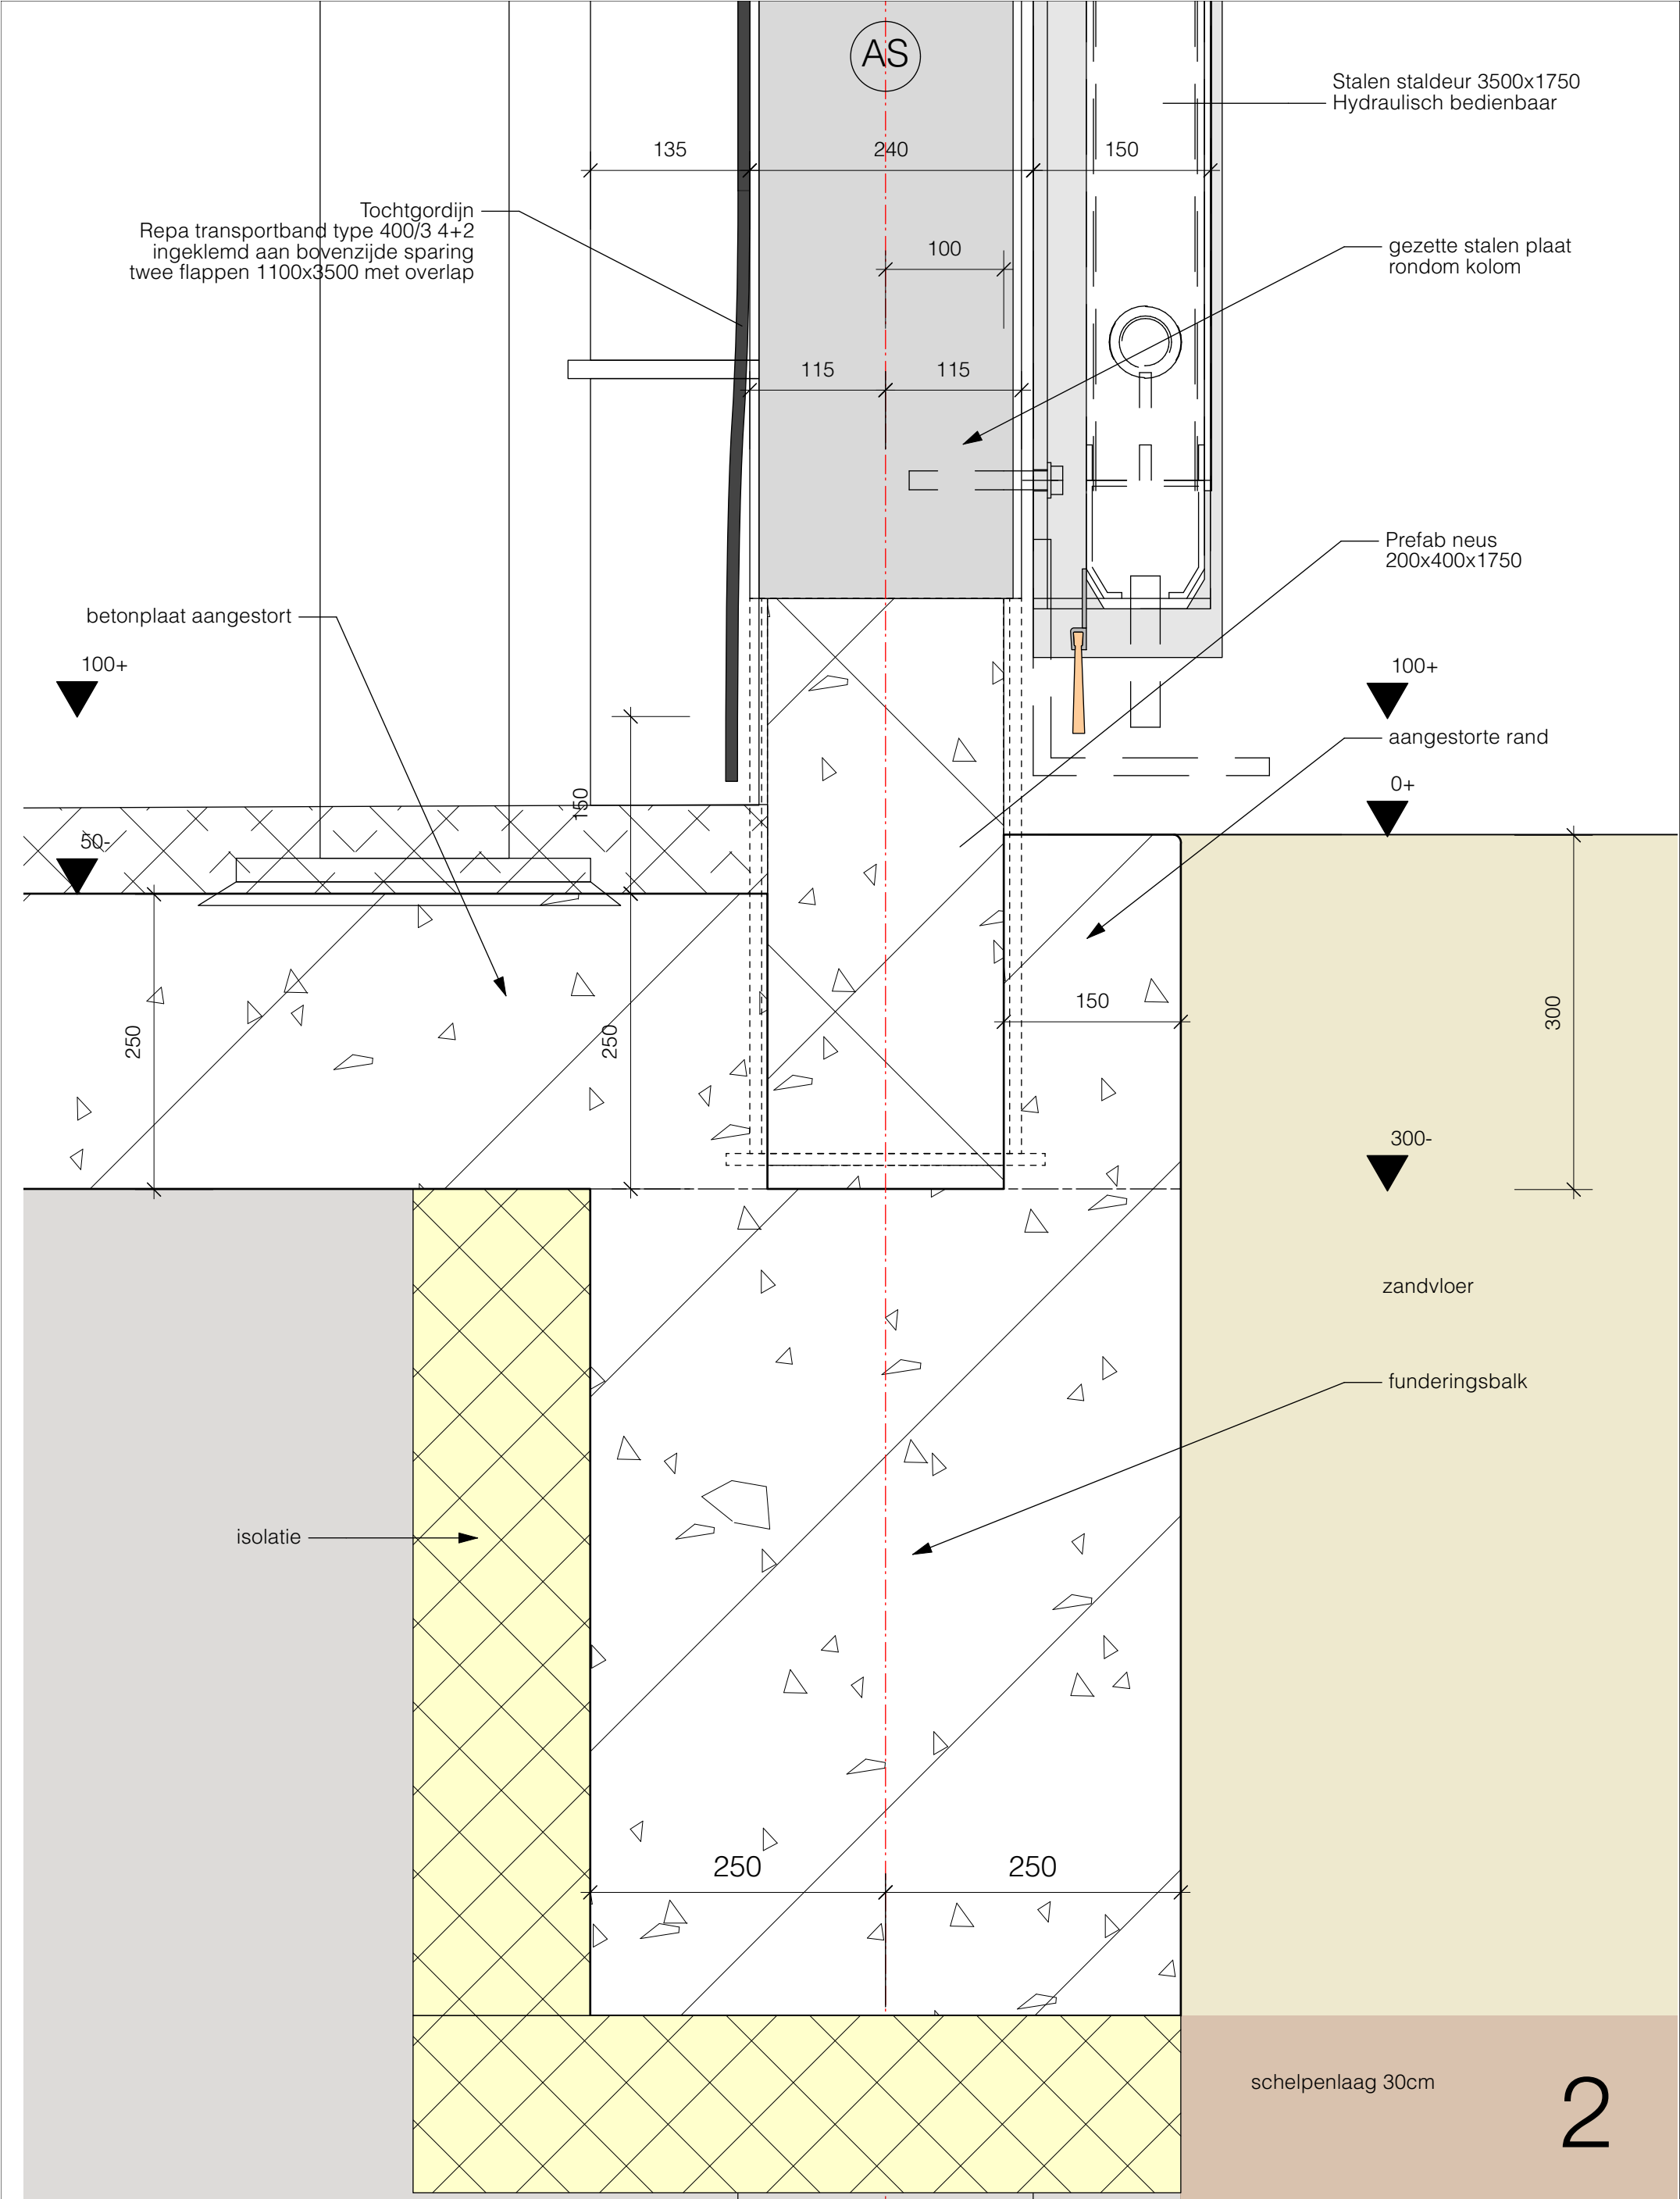 AS
Stalen staldeur 3500x1750
Hydraulisch bedienbaar
135
240
150
Tochtgordijn
Repa transportband type 400/3 4+2
ingeklemd aan bovenzijde sparing
twee flappen 1100x3500 met overlap
100
gezette stalen plaat
rondom kolom
115
115
Prefab neus
200x400x1750
betonplaat aangestort
100+
100+
aangestorte rand
0+
150
50-
150
250
250
300
300-
zandvloer
funderingsbalk
isolatie
250
250
schelpenlaag 30cm
2